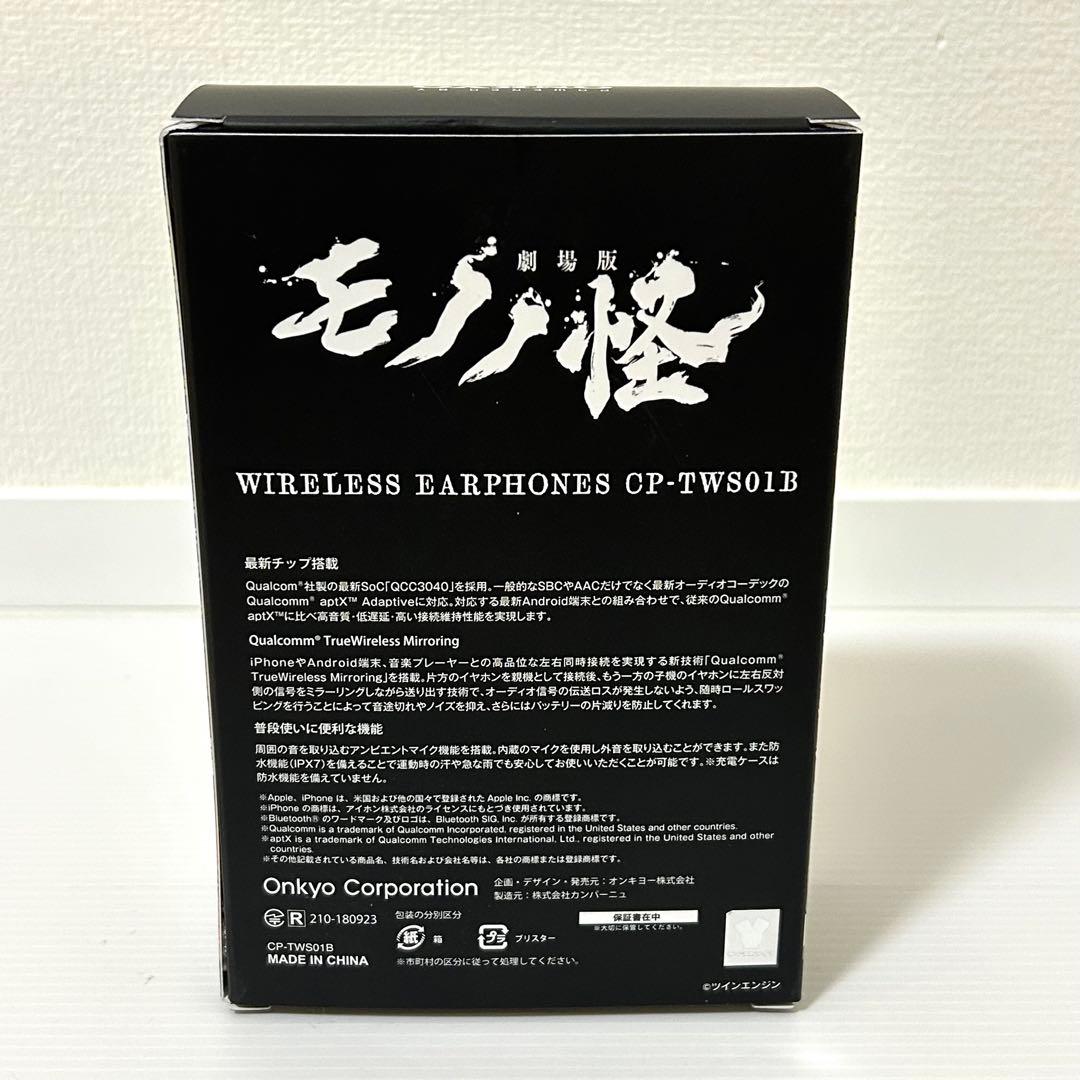 劇場版
モノノ怪
WIRELESS EARPHONES CP-TWS01B
最新チップ搭載
Qualcom®社製の最新SoC「QCC3040」を採用。一般的なSBCやAACだけでなく最新オーディオコーデックの
Qualcomm® aptX™ Adaptiveに対応。対応する最新Android端末との組み合わせで、従来のQualcomm®
aptX™に比べ高音質・低遅延・高い接続維持性能を実現します。
Qualcomm® TrueWireless Mirroring
iPhoneやAndroid端末、音楽プレーヤーとの高品位な左右同時接続を実現する新技術「Qualcomm®
TrueWireless Mirroring」を搭載。片方のイヤホンを親機として接続後、もう一方の子機のイヤホンに左右反対
側の信号をミラーリングしながら送り出す技術で、オーディオ信号の伝送ロスが発生しないよう、随時ロールスワッ
ピングを行うことによって音途切れやノイズを抑え、さらにはバッテリーの片減りを防止してくれます。
普段使いに便利な機能
周囲の音を取り込むアンビエントマイク機能を搭載。内蔵のマイクを使用し外音を取り込むことができます。また防
水機能(IPX7)を備えることで運動時の汗や急な雨でも安心してお使いいただくことが可能です。※充電ケースは
防水機能を備えていません。
※Apple、iPhone は、米国および他の国々で登録された Apple Inc. の商標です。
※iPhone の商標は、アイホン株式会社のライセンスにもとづき使用されています。
※Bluetooth® のワードマーク及びロゴは、Bluetooth SIG, Inc. が所有する登録商標です。
※Qualcomm is a trademark of Qualcomm Incorporated, registered in the United States and other countries.
※aptX is a trademark of Qualcomm Technologies International, Ltd., registered in the United States and other
countries.
※その他記載されている商品名、技術名および会社名等は、各社の商標または登録商標です。
Onkyo Corporation
企画・デザイン・発売元：オンキヨー株式会社
製造元：株式会社カンパーニュ
R 210-180923
包装の分別区分
紙 箱
プラ ブリスター
保証書在中
※大切に保管してください。
CP-TWS01B
MADE IN CHINA
※市町村の区分に従って処理してください。
©ツインエンジン